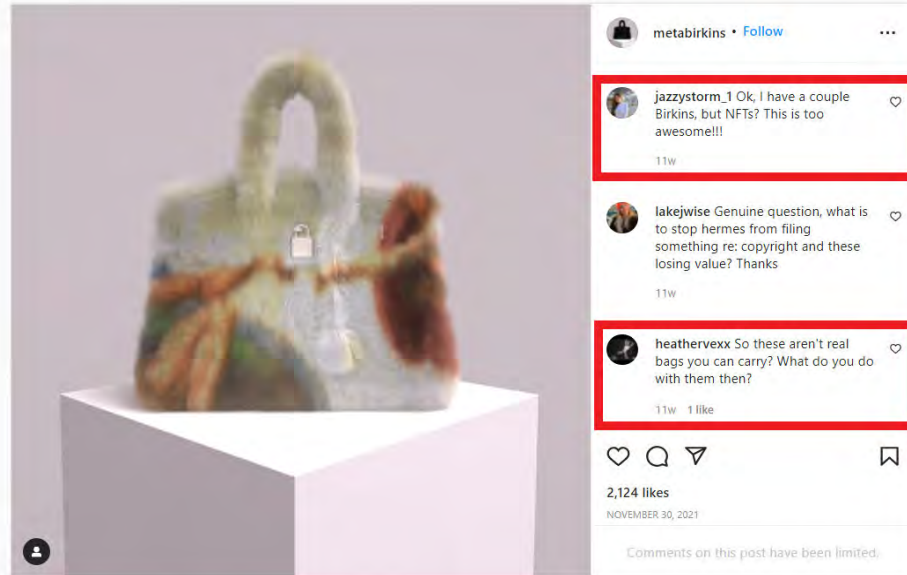 metabirkins • Follow
jazzystorm_1 Ok, I have a couple
Birkins, but NFTs? This is too
awesome!!!
11w
lakejwise Genuine question, what is
to stop hermes from filing
something re: copyright and these
losing value? Thanks
11w
heathervexx So these aren't real
bags you can carry? What do you do
with them then?
11w 1 like
2,124 likes
NOVEMBER 30, 2021
Comments on this post have been limited.